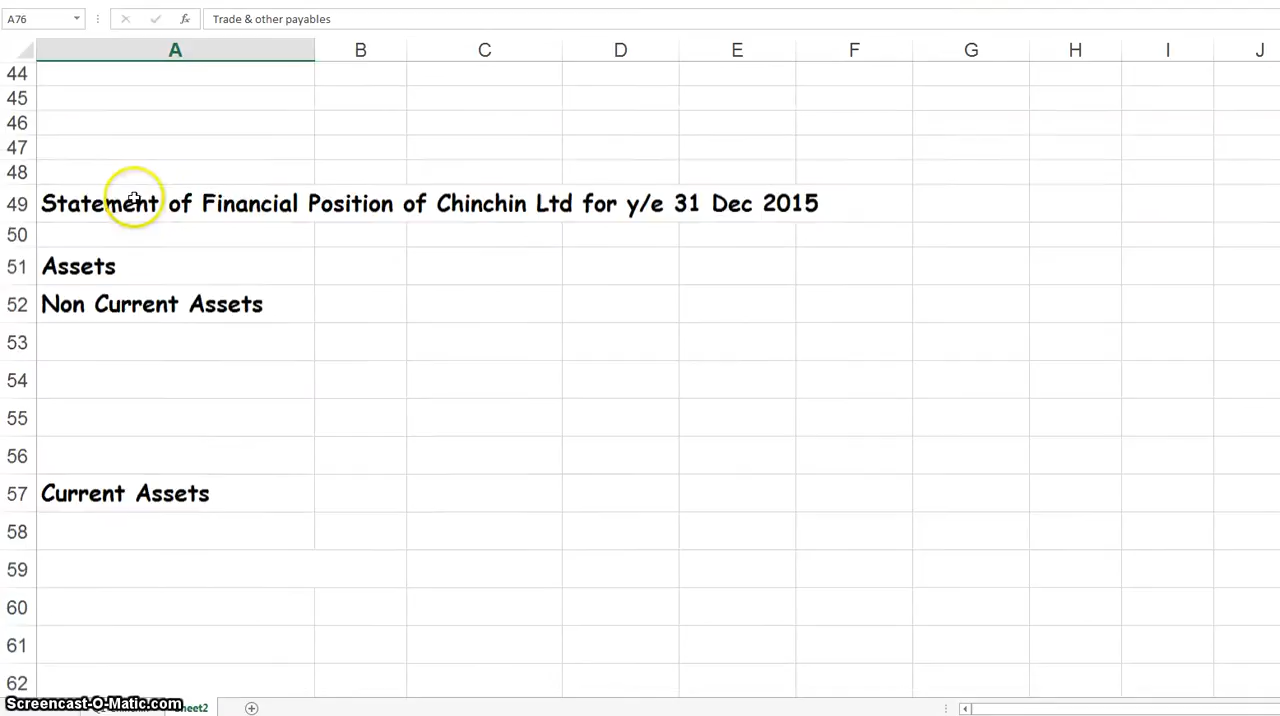 A76 Trade & other payables
A B C D E F G H I J
44
45
46
47
48
49 Statement of Financial Position of Chinchin Ltd for y/e 31 Dec 2015
50
51 Assets
52 Non Current Assets
53
54
55
56
57 Current Assets
58
59
60
61
62
Screencast-O-Matic.com
Sheet2